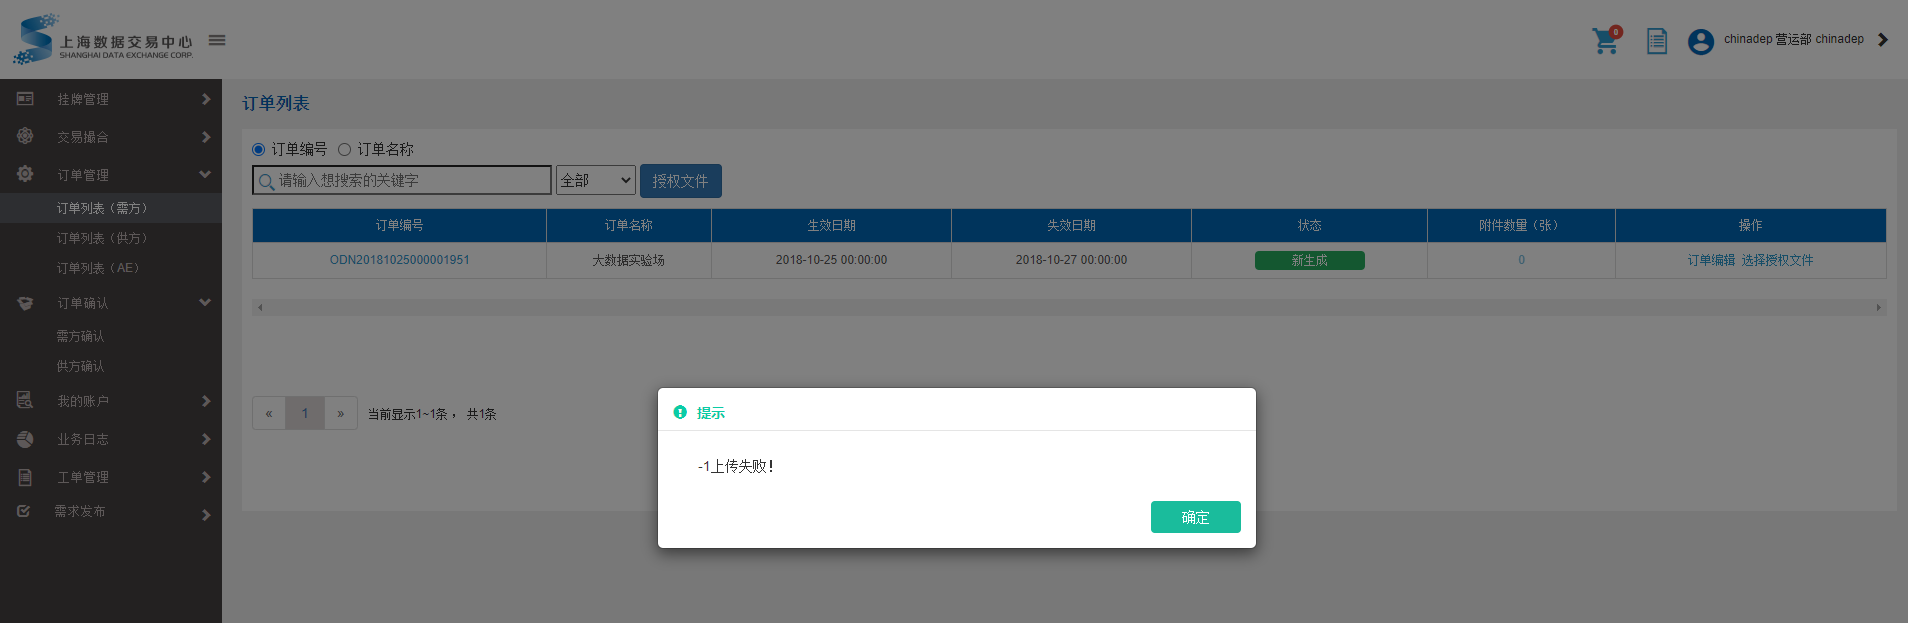 上海数据交易中心
SHANGHAI DATA EXCHANGE CORP.
0
chinadep 营运部 chinadep
挂牌管理
交易撮合
订单管理
订单列表（需方）
订单列表（供方）
订单列表（AE）
订单确认
需方确认
供方确认
我的账户
业务日志
工单管理
需求发布
订单列表
订单编号 订单名称
请输入想搜索的关键字 全部 授权文件
订单编号 订单名称 生效日期 失效日期 状态 附件数量（张） 操作
ODN20181025000001951 大数据实验场 2018-10-25 00:00:00 2018-10-27 00:00:00 新生成 0 订单编辑 选择授权文件
« 1 » 当前显示1~1条， 共1条
提示
-1上传失败!
确定